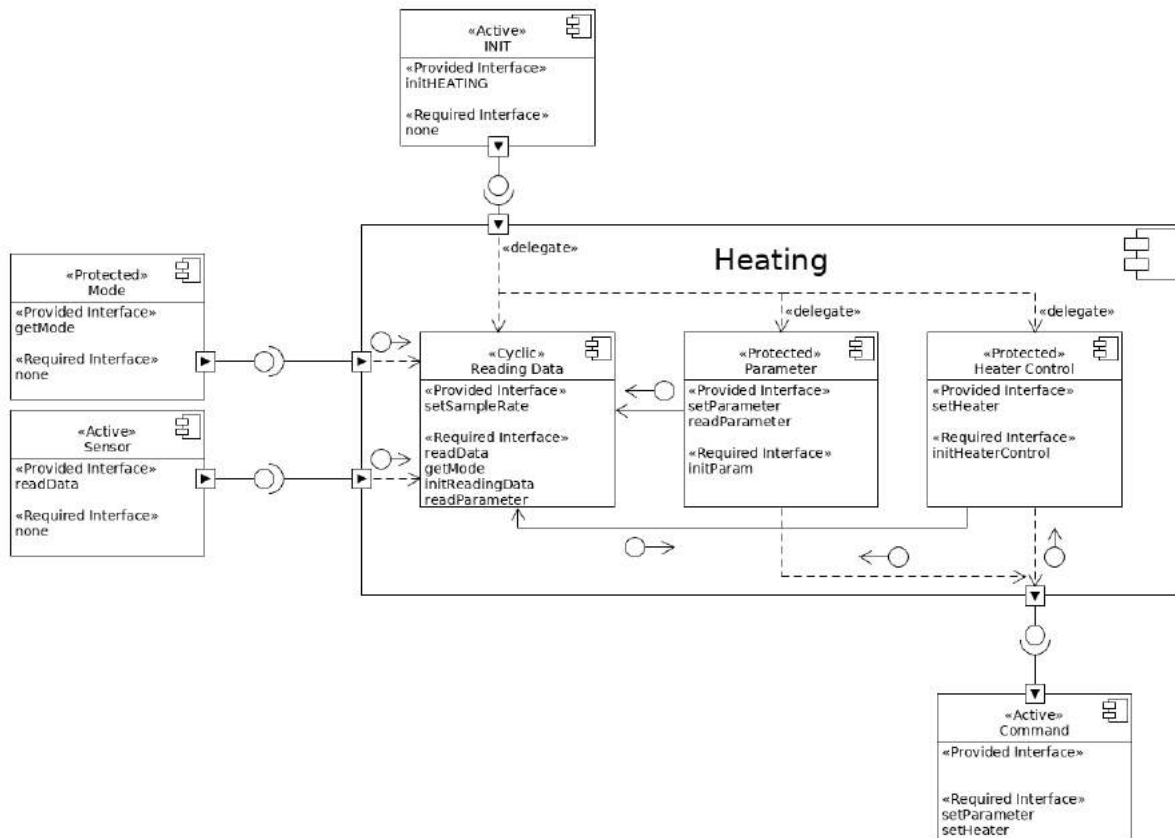 «Active»
INIT
«Provided Interface»
initHEATING
«Required Interface»
none
«delegate»
Heating
«Protected»
Mode
«Provided Interface»
getMode
«Required Interface»
none
«delegate»
«delegate»
«Cyclic»
Reading Data
«Provided Interface»
setSampleRate
«Required Interface»
readData
getMode
initReadingData
readParameter
«Protected»
Parameter
«Provided Interface»
setParameter
readParameter
«Required Interface»
initParam
«Protected»
Heater Control
«Provided Interface»
setHeater
«Required Interface»
initHeaterControl
«Active»
Sensor
«Provided Interface»
readData
«Required Interface»
none
«Active»
Command
«Provided Interface»
«Required Interface»
setParameter
setHeater